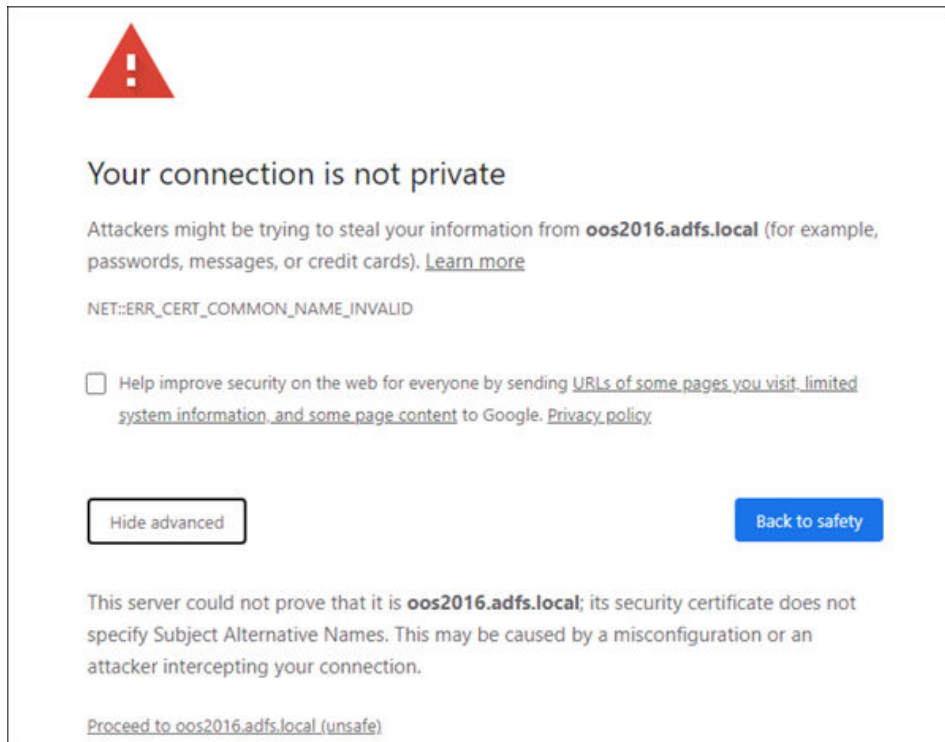 Your connection is not private
Attackers might be trying to steal your information from oos2016.adfs.local (for example,
passwords, messages, or credit cards). Learn more
NET::ERR_CERT_COMMON_NAME_INVALID
Help improve security on the web for everyone by sending URLs of some pages you visit, limited
system information, and some page content to Google. Privacy policy
Hide advanced
Back to safety
This server could not prove that it is oos2016.adfs.local; its security certificate does not
specify Subject Alternative Names. This may be caused by a misconfiguration or an
attacker intercepting your connection.
Proceed to oos2016.adfs.local (unsafe)